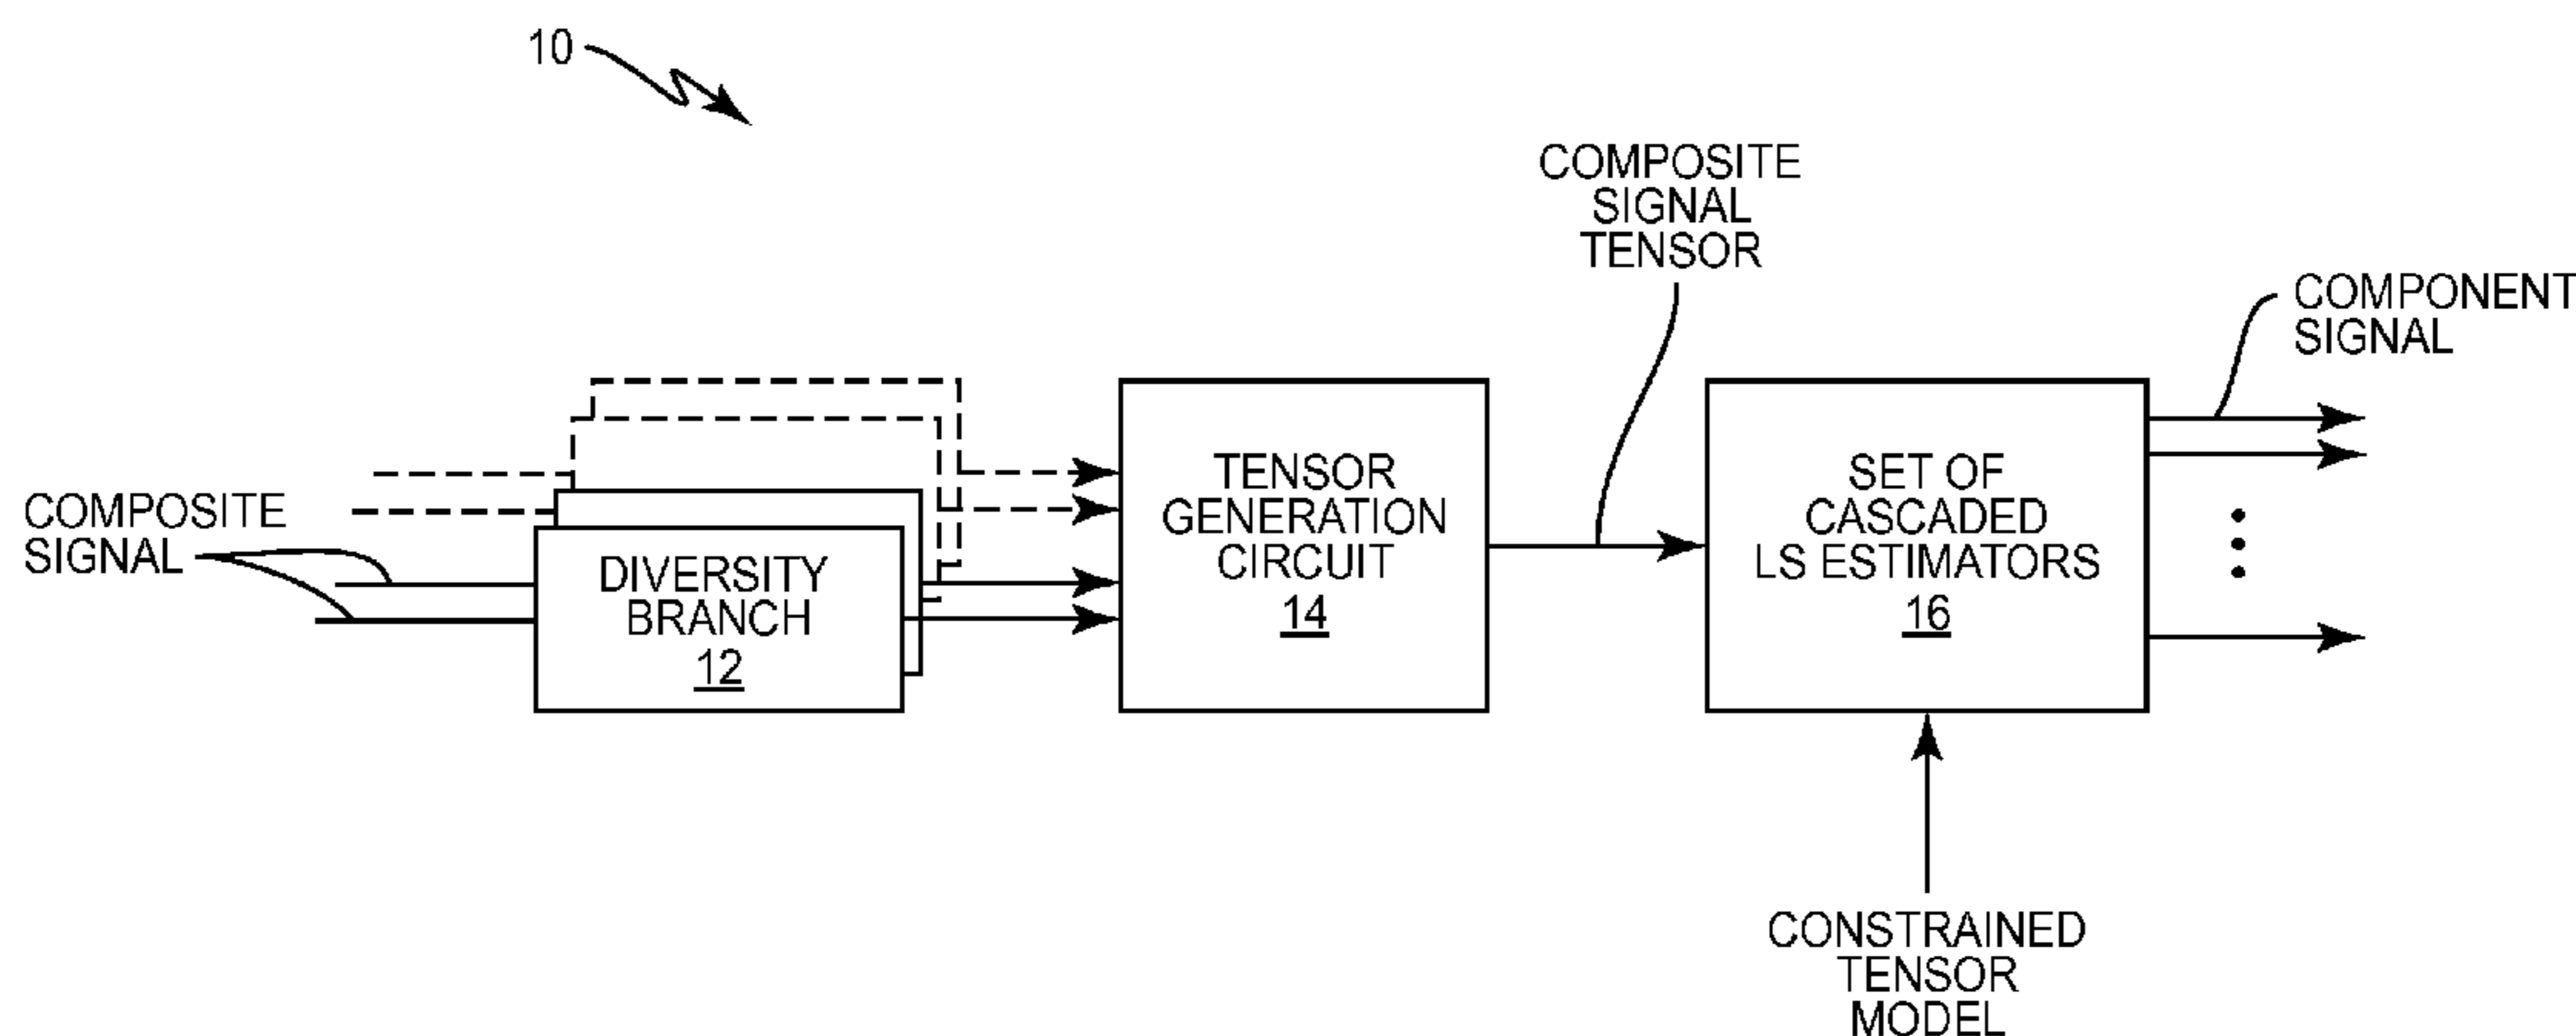 10
COMPOSITE
SIGNAL
TENSOR
COMPONENT
SIGNAL
COMPOSITE
SIGNAL
DIVERSITY
BRANCH
12
TENSOR
GENERATION
CIRCUIT
14
SET OF
CASCADED
LS ESTIMATORS
16
CONSTRAINED
TENSOR
MODEL